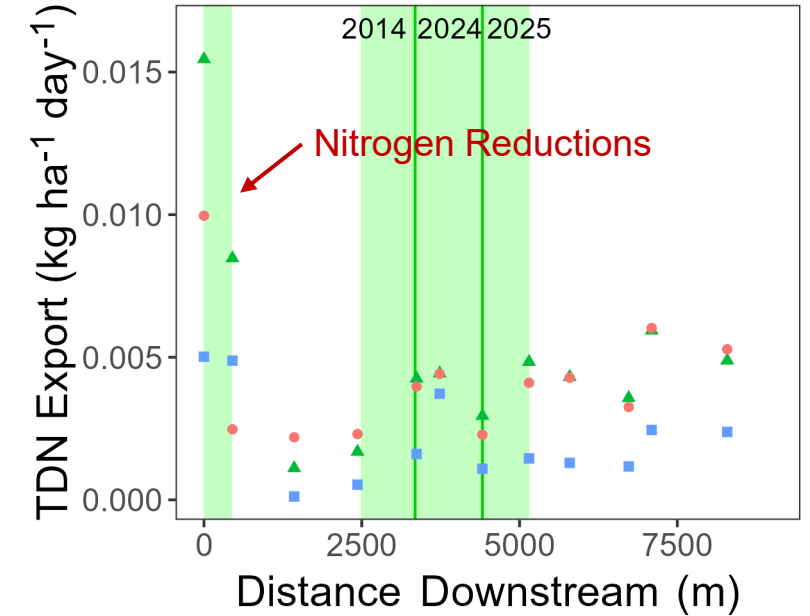 2014 2024 2025
Nitrogen Reductions
TDN Export (kg ha⁻¹ day⁻¹)
0.015
0.010
0.005
0.000
0 2500 5000 7500
Distance Downstream (m)